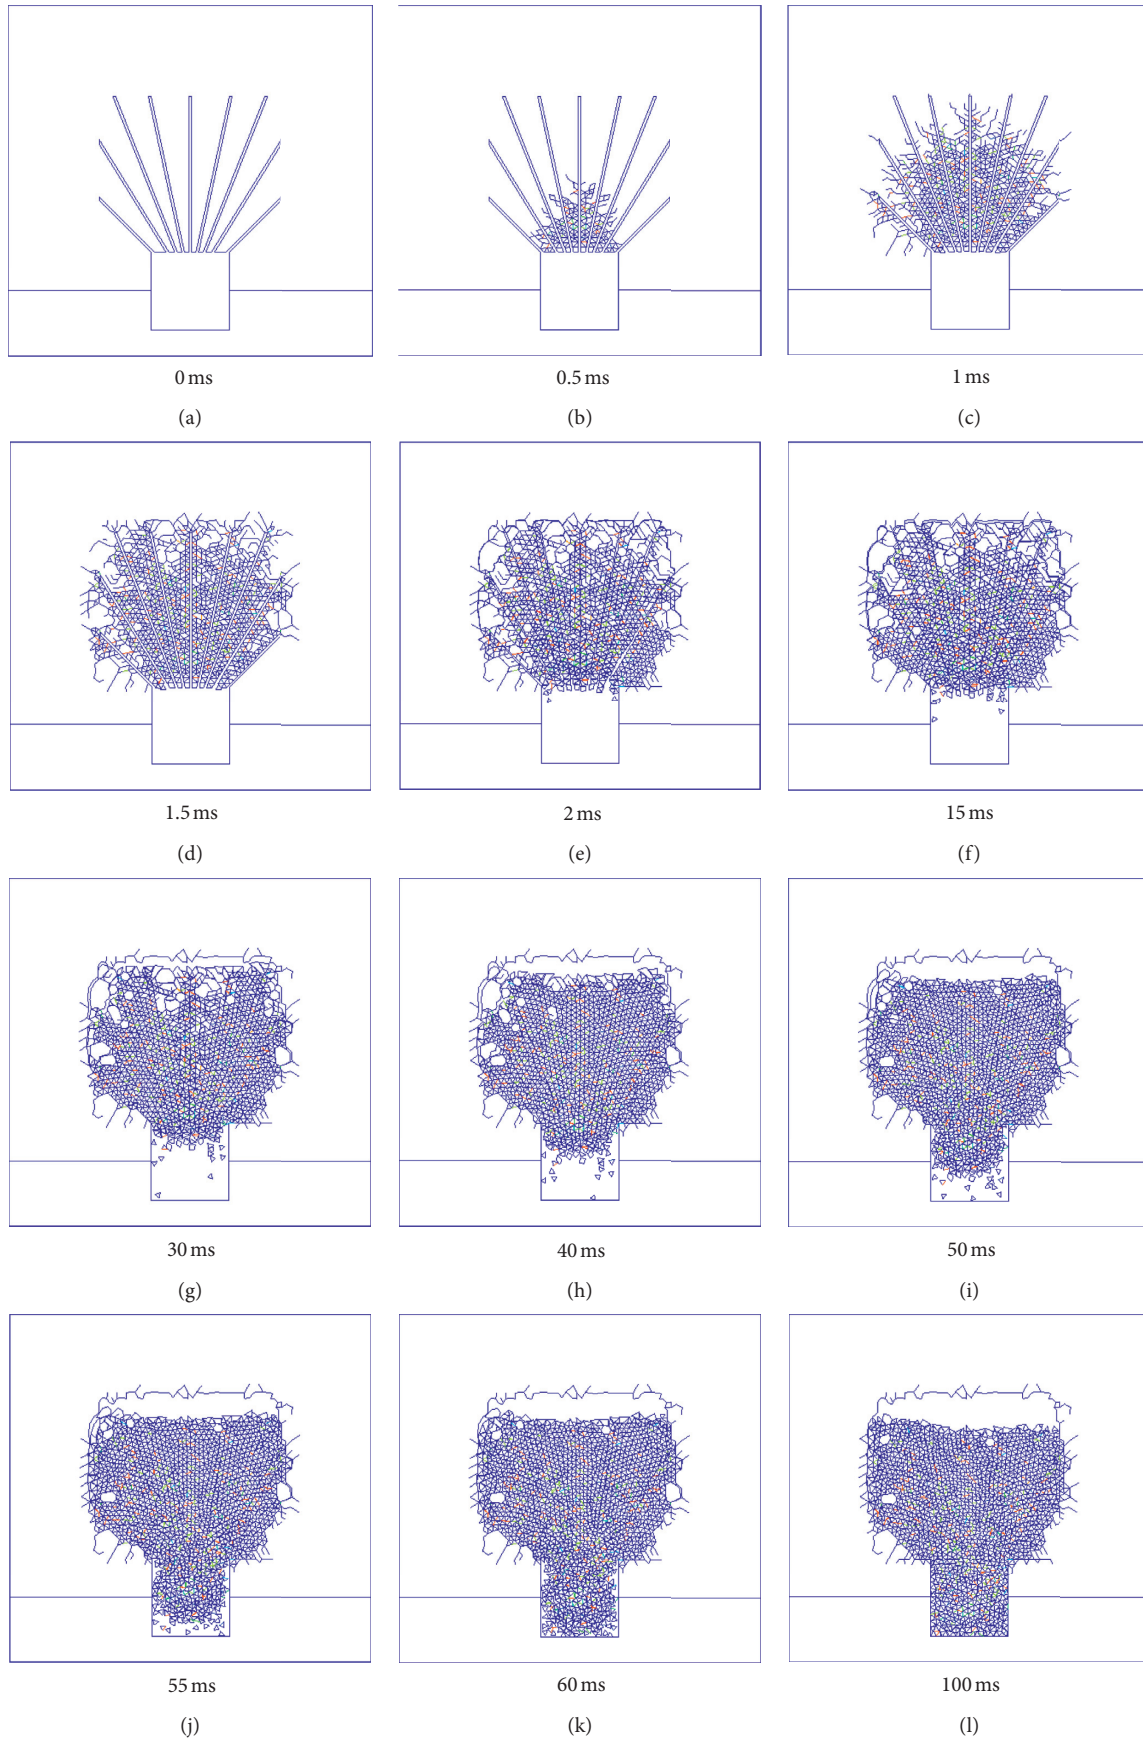 0 ms 0.5 ms 1 ms
(a) (b) (c)
1.5 ms 2 ms 15 ms
(d) (e) (f)
30 ms 40 ms 50 ms
(g) (h) (i)
55 ms 60 ms 100 ms
(j) (k) (l)